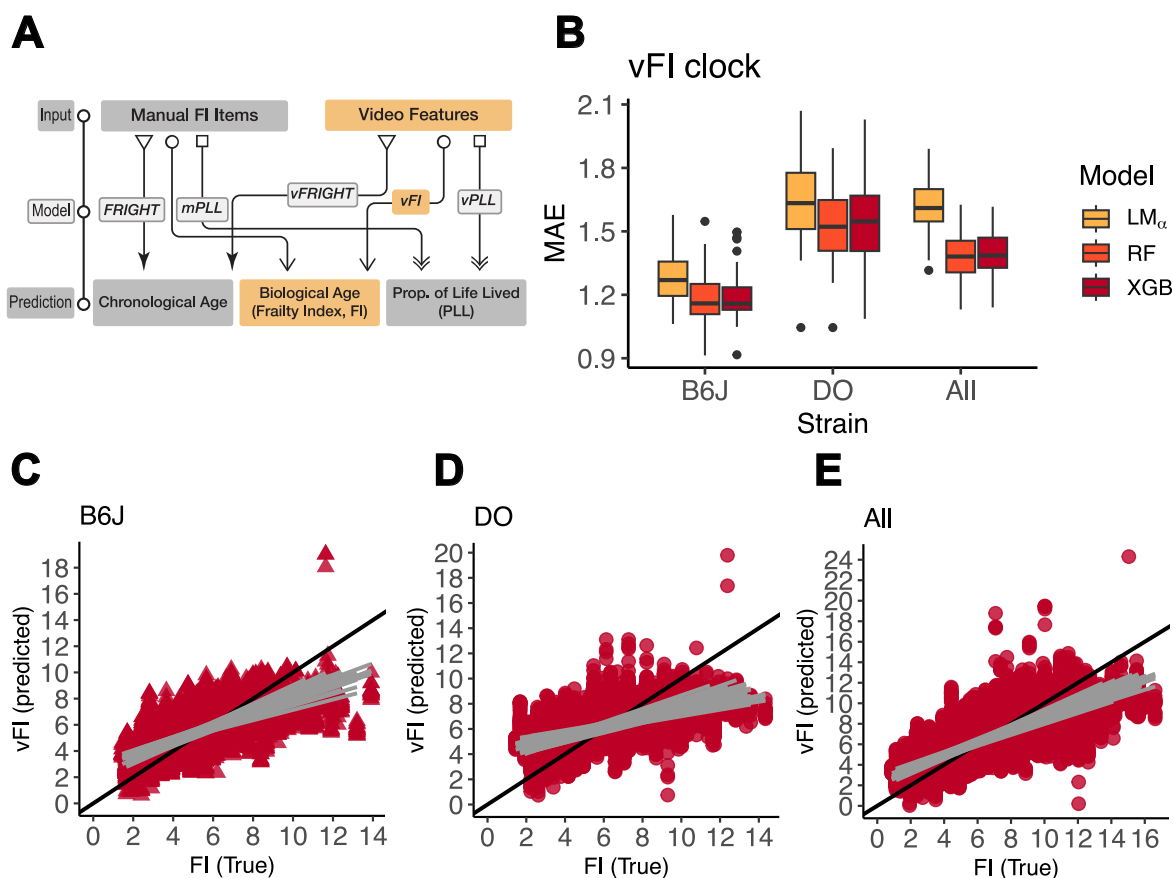 A
Input
Manual FI Items
Video Features
Model
FRIGHT
mPLL
vFRIGHT
vFI
vPLL
Prediction
Chronological Age
Biological Age
(Frailty Index, FI)
Prop. of Life Lived
(PLL)
B
vFI clock
MAE
2.1
1.8
1.5
1.2
0.9
B6J
DO
All
Strain
Model
LMα
RF
XGB
C
B6J
vFI (predicted)
18
16
14
12
10
8
6
4
2
0
0 2 4 6 8 10 12 14
FI (True)
D
DO
vFI (predicted)
20
18
16
14
12
10
8
6
4
2
0
0 2 4 6 8 10 12 14
FI (True)
E
All
vFI (predicted)
24
22
20
18
16
14
12
10
8
6
4
2
0
0 2 4 6 8 10 12 14 16
FI (True)